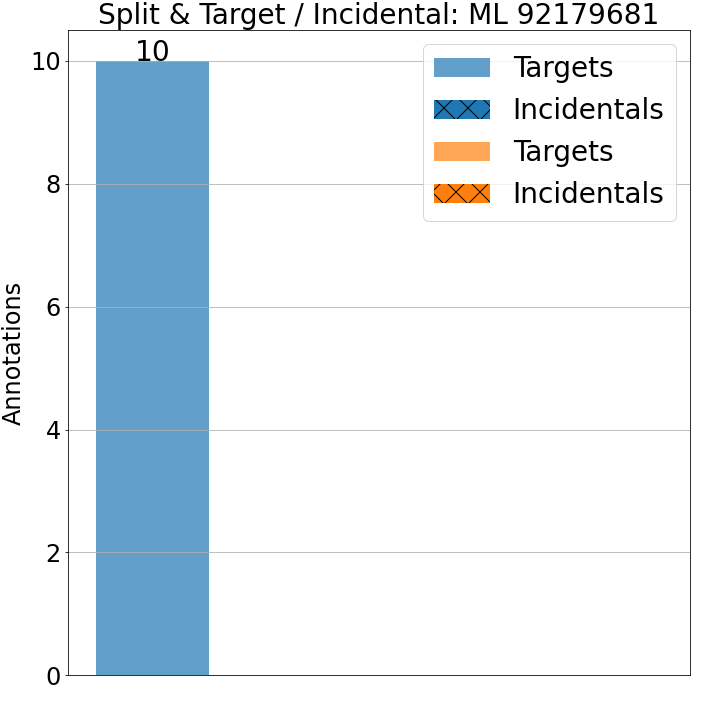 Split & Target / Incidental: ML 92179681
10
10
8
6
4
2
0
Annotations
Targets
Incidentals
Targets
Incidentals